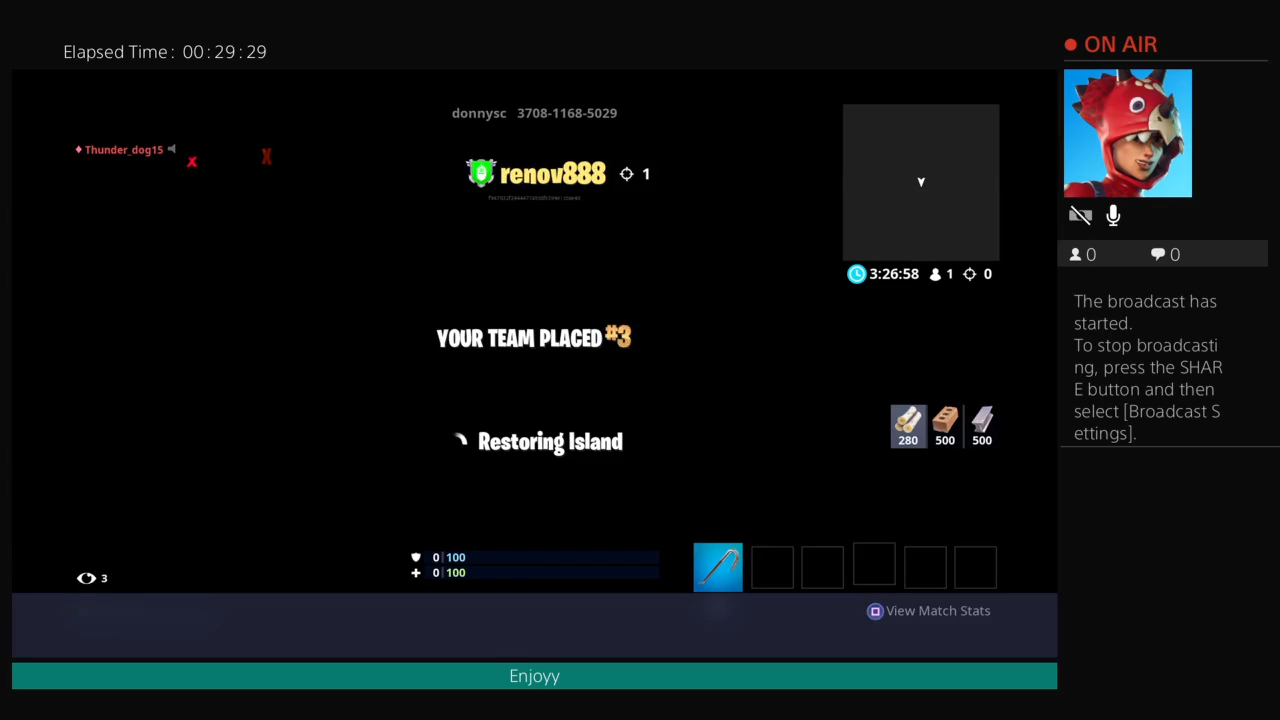 Elapsed Time: 00:29:29
ON AIR
donnysc 3708-1168-5029
Thunder_dog15
X
X
renov888 1
3:26:58 1 0
0 0
The broadcast has
started.
To stop broadcasti
ng, press the SHAR
E button and then
select [Broadcast S
ettings].
YOUR TEAM PLACED #3
280 500 500
Restoring Island
0 | 100
0 | 100
3
View Match Stats
Enjoyy